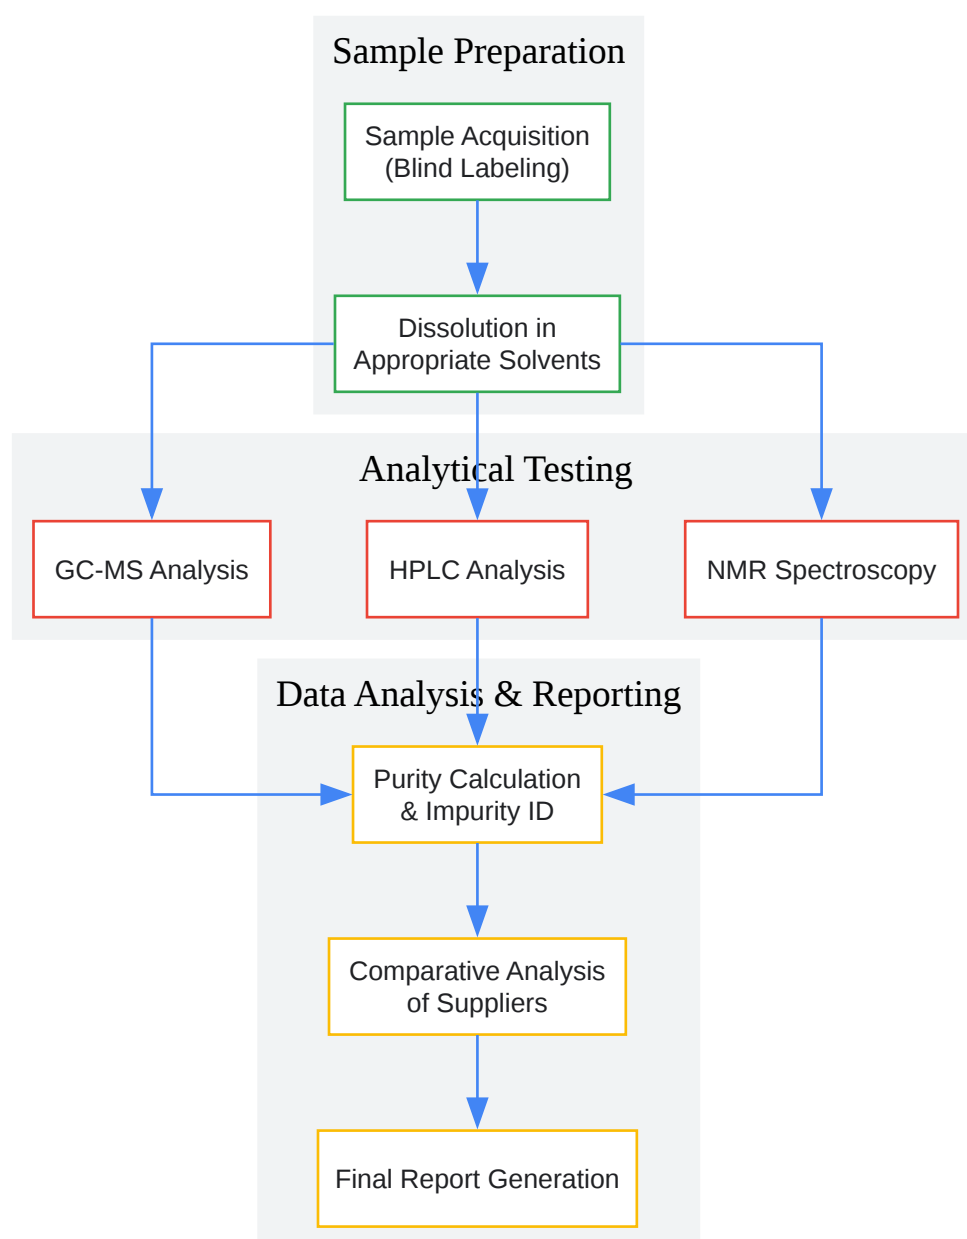 Sample Preparation
Sample Acquisition
(Blind Labeling)
Dissolution in
Appropriate Solvents
Analytical Testing
GC-MS Analysis
HPLC Analysis
NMR Spectroscopy
Data Analysis & Reporting
Purity Calculation
& Impurity ID
Comparative Analysis
of Suppliers
Final Report Generation